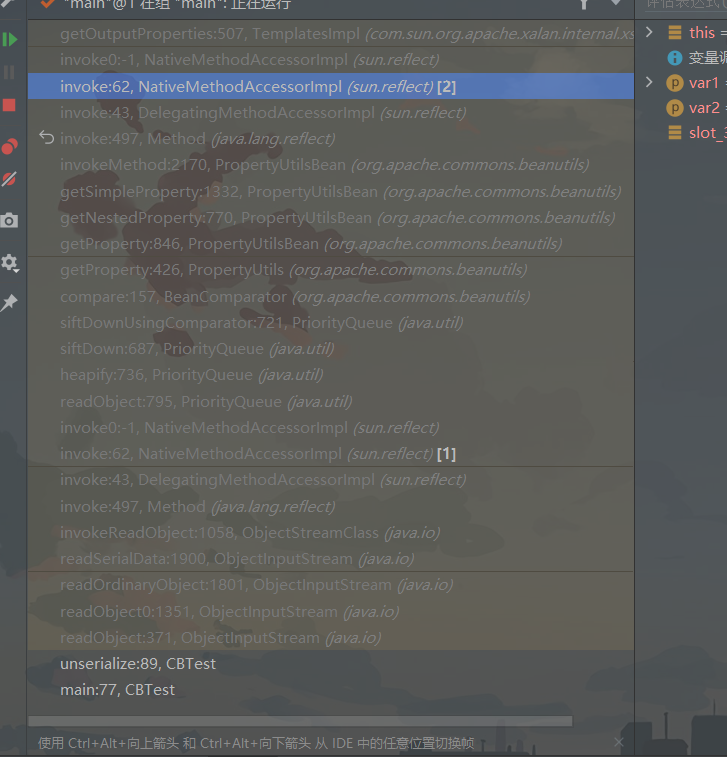 "main"@1 在组 "main": 正在运行
getOutputProperties:507, TemplatesImpl (com.sun.org.apache.xalan.internal.xs
invoke0:-1, NativeMethodAccessorImpl (sun.reflect)
invoke:62, NativeMethodAccessorImpl (sun.reflect) [2]
invoke:43, DelegatingMethodAccessorImpl (sun.reflect)
invoke:497, Method (java.lang.reflect)
invokeMethod:2170, PropertyUtilsBean (org.apache.commons.beanutils)
getSimpleProperty:1332, PropertyUtilsBean (org.apache.commons.beanutils)
getNestedProperty:770, PropertyUtilsBean (org.apache.commons.beanutils)
getProperty:846, PropertyUtilsBean (org.apache.commons.beanutils)
getProperty:426, PropertyUtils (org.apache.commons.beanutils)
compare:157, BeanComparator (org.apache.commons.beanutils)
siftDownUsingComparator:721, PriorityQueue (java.util)
siftDown:687, PriorityQueue (java.util)
heapify:736, PriorityQueue (java.util)
readObject:795, PriorityQueue (java.util)
invoke0:-1, NativeMethodAccessorImpl (sun.reflect)
invoke:62, NativeMethodAccessorImpl (sun.reflect) [1]
invoke:43, DelegatingMethodAccessorImpl (sun.reflect)
invoke:497, Method (java.lang.reflect)
invokeReadObject:1058, ObjectStreamClass (java.io)
readSerialData:1900, ObjectInputStream (java.io)
readOrdinaryObject:1801, ObjectInputStream (java.io)
readObject0:1351, ObjectInputStream (java.io)
readObject:371, ObjectInputStream (java.io)
unserialize:89, CBTest
main:77, CBTest
使用 Ctrl+Alt+向上箭头 和 Ctrl+Alt+向下箭头 从 IDE 中的任意位置切换帧
评估表达式(
this =
变量调
var1 =
var2 =
slot_3